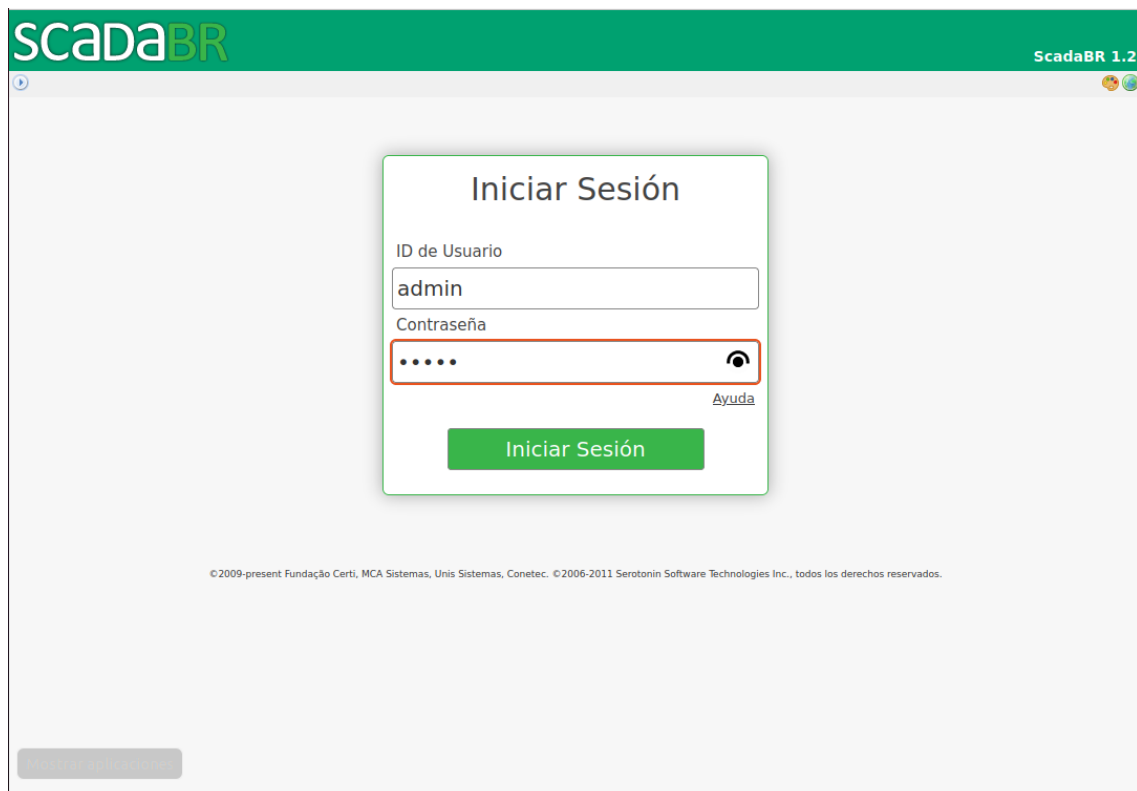 scadaBR
ScadaBR 1.2
Iniciar Sesión
ID de Usuario
admin
Contraseña
•••••
Ayuda
Iniciar Sesión
©2009-present Fundação Certi, MCA Sistemas, Unis Sistemas, Conetec. ©2006-2011 Serotonin Software Technologies Inc., todos los derechos reservados.
Mostrar aplicaciones